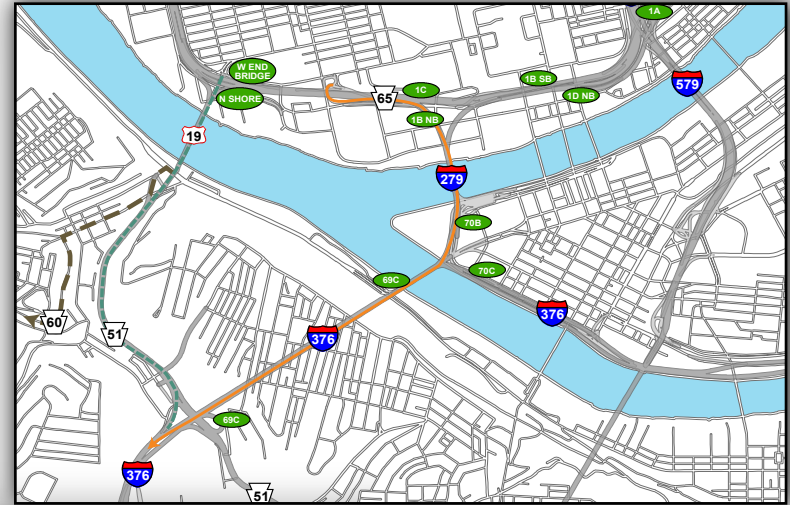 1A
W END
BRIDGE
1B SB
579
1C
65
1D NB
N SHORE
1B NB
19
279
70B
70C
69C
376
60
51
376
69C
376
51